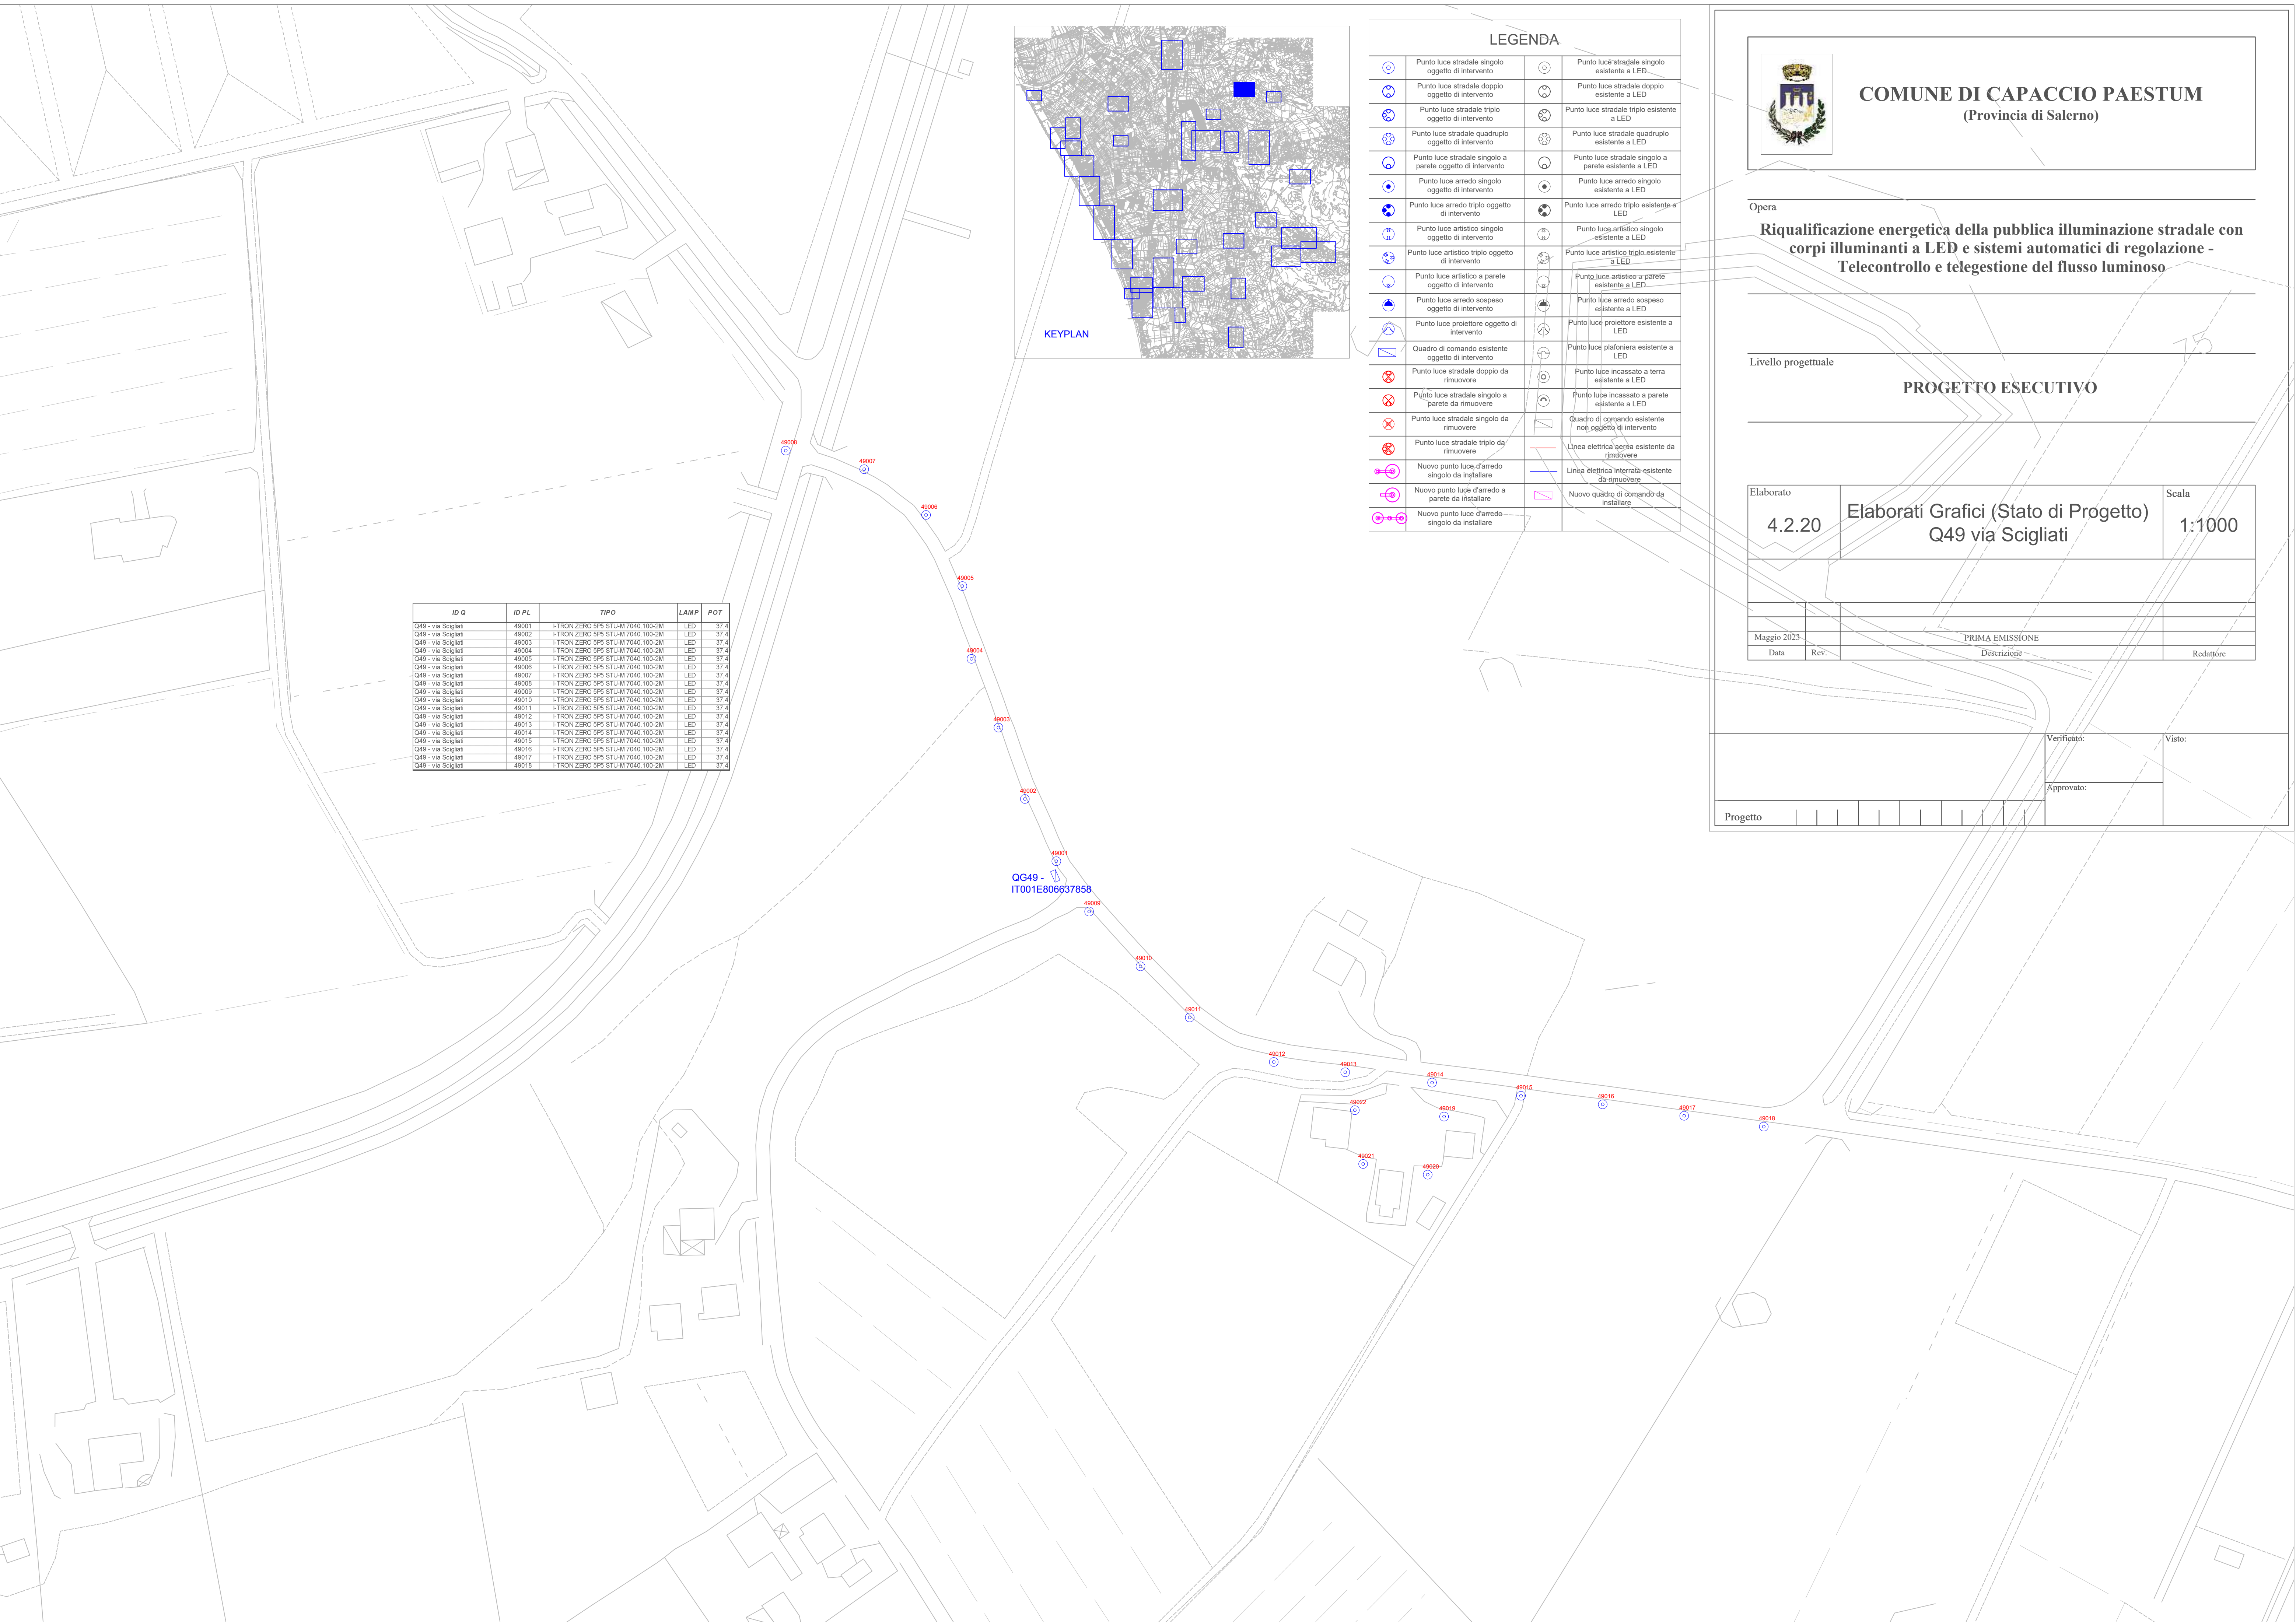 KEYPLAN
LEGENDA
Punto luce stradale singolo
oggetto di intervento
Punto luce stradale singolo
esistente a LED
Punto luce stradale doppio
oggetto di intervento
Punto luce stradale doppio
esistente a LED
Punto luce stradale triplo
oggetto di intervento
Punto luce stradale triplo esistente
a LED
Punto luce stradale quadruplo
oggetto di intervento
Punto luce stradale quadruplo
esistente a LED
Punto luce stradale singolo a
parete oggetto di intervento
Punto luce stradale singolo a
parete esistente a LED
Punto luce arredo singolo
oggetto di intervento
Punto luce arredo singolo
esistente a LED
Punto luce arredo triplo oggetto
di intervento
Punto luce arredo triplo esistente a
LED
Punto luce artistico singolo
oggetto di intervento
Punto luce artistico singolo
esistente a LED
Punto luce artistico triplo oggetto
di intervento
Punto luce artistico triplo esistente
a LED
Punto luce artistico a parete
oggetto di intervento
Punto luce artistico a parete
esistente a LED
Punto luce arredo sospeso
oggetto di intervento
Punto luce arredo sospeso
esistente a LED
Punto luce proiettore oggetto di
intervento
Punto luce proiettore esistente a
LED
Quadro di comando esistente
oggetto di intervento
Punto luce plafoniera esistente a
LED
Punto luce stradale doppio da
rimuovore
Punto luce incassato a terra
esistente a LED
Punto luce stradale singolo a
parete da rimuovere
Punto luce incassato a parete
esistente a LED
Punto luce stradale singolo da
rimuovere
Quadro di comando esistente
non oggetto di intervento
Punto luce stradale triplo da
rimuovere
Linea elettrica aerea esistente da
rimuovere
Nuovo punto luce d'arredo
singolo da installare
Linea elettrica interrata esistente
da rimuovere
Nuovo punto luce d'arredo a
parete da installare
Nuovo quadro di comando da
installare
Nuovo punto luce d'arredo
singolo da installare
COMUNE DI CAPACCIO PAESTUM
(Provincia di Salerno)
Opera
Riqualificazione energetica della pubblica illuminazione stradale con
corpi illuminanti a LED e sistemi automatici di regolazione -
Telecontrollo e telegestione del flusso luminoso
Livello progettuale
PROGETTO ESECUTIVO
Elaborato
4.2.20
Elaborati Grafici (Stato di Progetto)
Q49 via Scigliati
Scala
1:1000
Maggio 2023 PRIMA EMISSIONE
Data Rev. Descrizione Redattore
Verificato:
Visto:
Approvato:
Progetto
15
ID Q ID PL TIPO LAMP POT
Q49 - via Scigliati 49001 I-TRON ZERO 5P5 STU-M 7040.100-2M LED 37,4
Q49 - via Scigliati 49002 I-TRON ZERO 5P5 STU-M 7040.100-2M LED 37,4
Q49 - via Scigliati 49003 I-TRON ZERO 5P5 STU-M 7040.100-2M LED 37,4
Q49 - via Scigliati 49004 I-TRON ZERO 5P5 STU-M 7040.100-2M LED 37,4
Q49 - via Scigliati 49005 I-TRON ZERO 5P5 STU-M 7040.100-2M LED 37,4
Q49 - via Scigliati 49006 I-TRON ZERO 5P5 STU-M 7040.100-2M LED 37,4
Q49 - via Scigliati 49007 I-TRON ZERO 5P5 STU-M 7040.100-2M LED 37,4
Q49 - via Scigliati 49008 I-TRON ZERO 5P5 STU-M 7040.100-2M LED 37,4
Q49 - via Scigliati 49009 I-TRON ZERO 5P5 STU-M 7040.100-2M LED 37,4
Q49 - via Scigliati 49010 I-TRON ZERO 5P5 STU-M 7040.100-2M LED 37,4
Q49 - via Scigliati 49011 I-TRON ZERO 5P5 STU-M 7040.100-2M LED 37,4
Q49 - via Scigliati 49012 I-TRON ZERO 5P5 STU-M 7040.100-2M LED 37,4
Q49 - via Scigliati 49013 I-TRON ZERO 5P5 STU-M 7040.100-2M LED 37,4
Q49 - via Scigliati 49014 I-TRON ZERO 5P5 STU-M 7040.100-2M LED 37,4
Q49 - via Scigliati 49015 I-TRON ZERO 5P5 STU-M 7040.100-2M LED 37,4
Q49 - via Scigliati 49016 I-TRON ZERO 5P5 STU-M 7040.100-2M LED 37,4
Q49 - via Scigliati 49017 I-TRON ZERO 5P5 STU-M 7040.100-2M LED 37,4
Q49 - via Scigliati 49018 I-TRON ZERO 5P5 STU-M 7040.100-2M LED 37,4
49008
49007
49006
49005
49004
49003
49002
49001
QG49 -
IT001E806637858
49009
49010
49011
49012
49013
49014
49015
49016
49017
49018
49022
49019
49021
49020